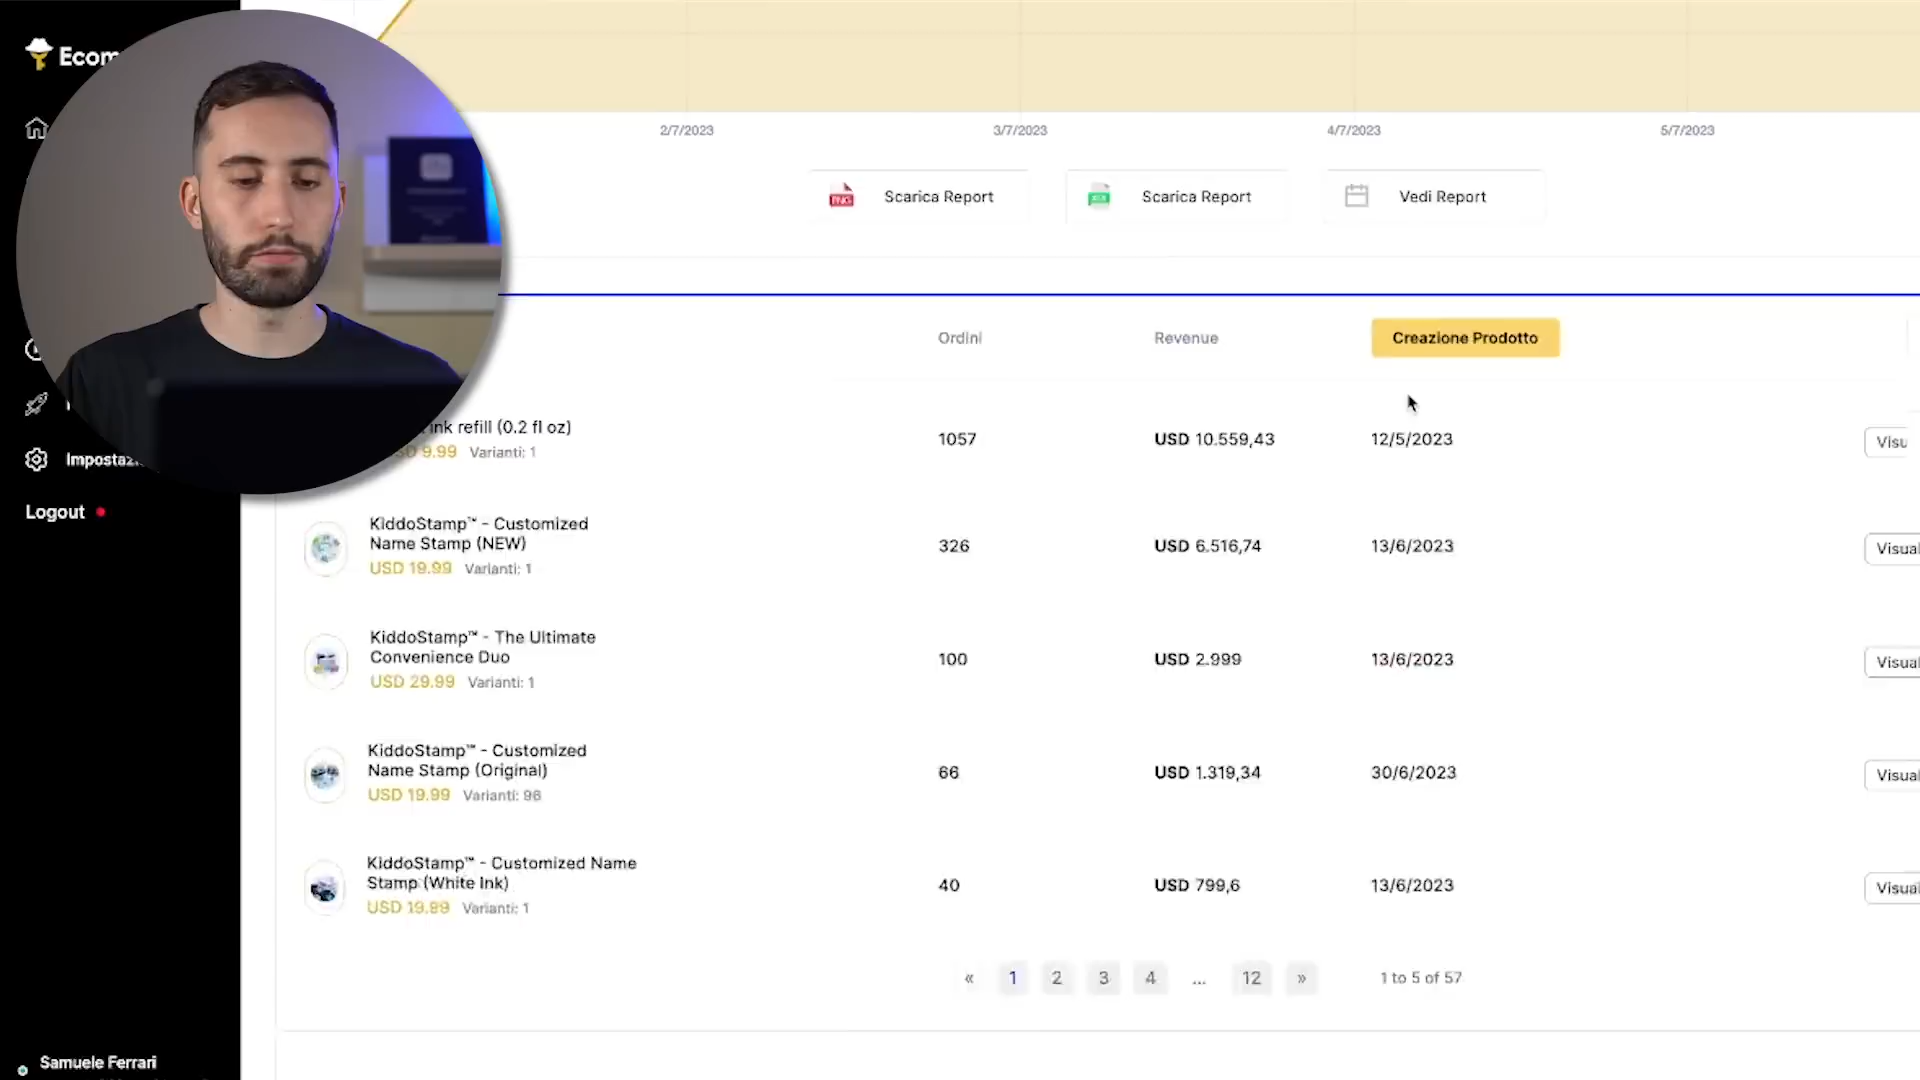 Ecom
2/7/2023
3/7/2023
4/7/2023
5/7/2023
PNG
Scarica Report
Scarica Report
Vedi Report
Ordini
Revenue
Creazione Prodotto
ink refill (0.2 fl oz)
USD 9.99 Varianti: 1
1057
USD 10.559,43
12/5/2023
Visu
KiddoStamp™ - Customized
Name Stamp (NEW)
USD 19.99 Varianti: 1
326
USD 6.516,74
13/6/2023
Visual
KiddoStamp™ - The Ultimate
Convenience Duo
USD 29.99 Varianti: 1
100
USD 2.999
13/6/2023
Visual
KiddoStamp™ - Customized
Name Stamp (Original)
USD 19.99 Varianti: 96
66
USD 1.319,34
30/6/2023
Visual
KiddoStamp™ - Customized Name
Stamp (White Ink)
USD 19.99 Varianti: 1
40
USD 799,6
13/6/2023
Visual
« 1 2 3 4 ... 12 »
1 to 5 of 57
Impostazi
Logout
Samuele Ferrari